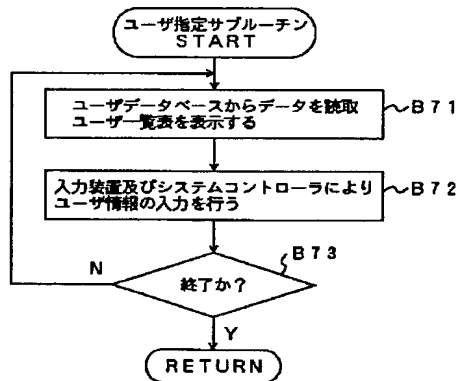 ユーザ指定サブルーチン
START
ユーザデータベースからデータを読取
ユーザ一覧表を表示する
B71
入力装置及びシステムコントローラにより
ユーザ情報の入力を行う
B72
B73
N
終了か?
Y
RETURN